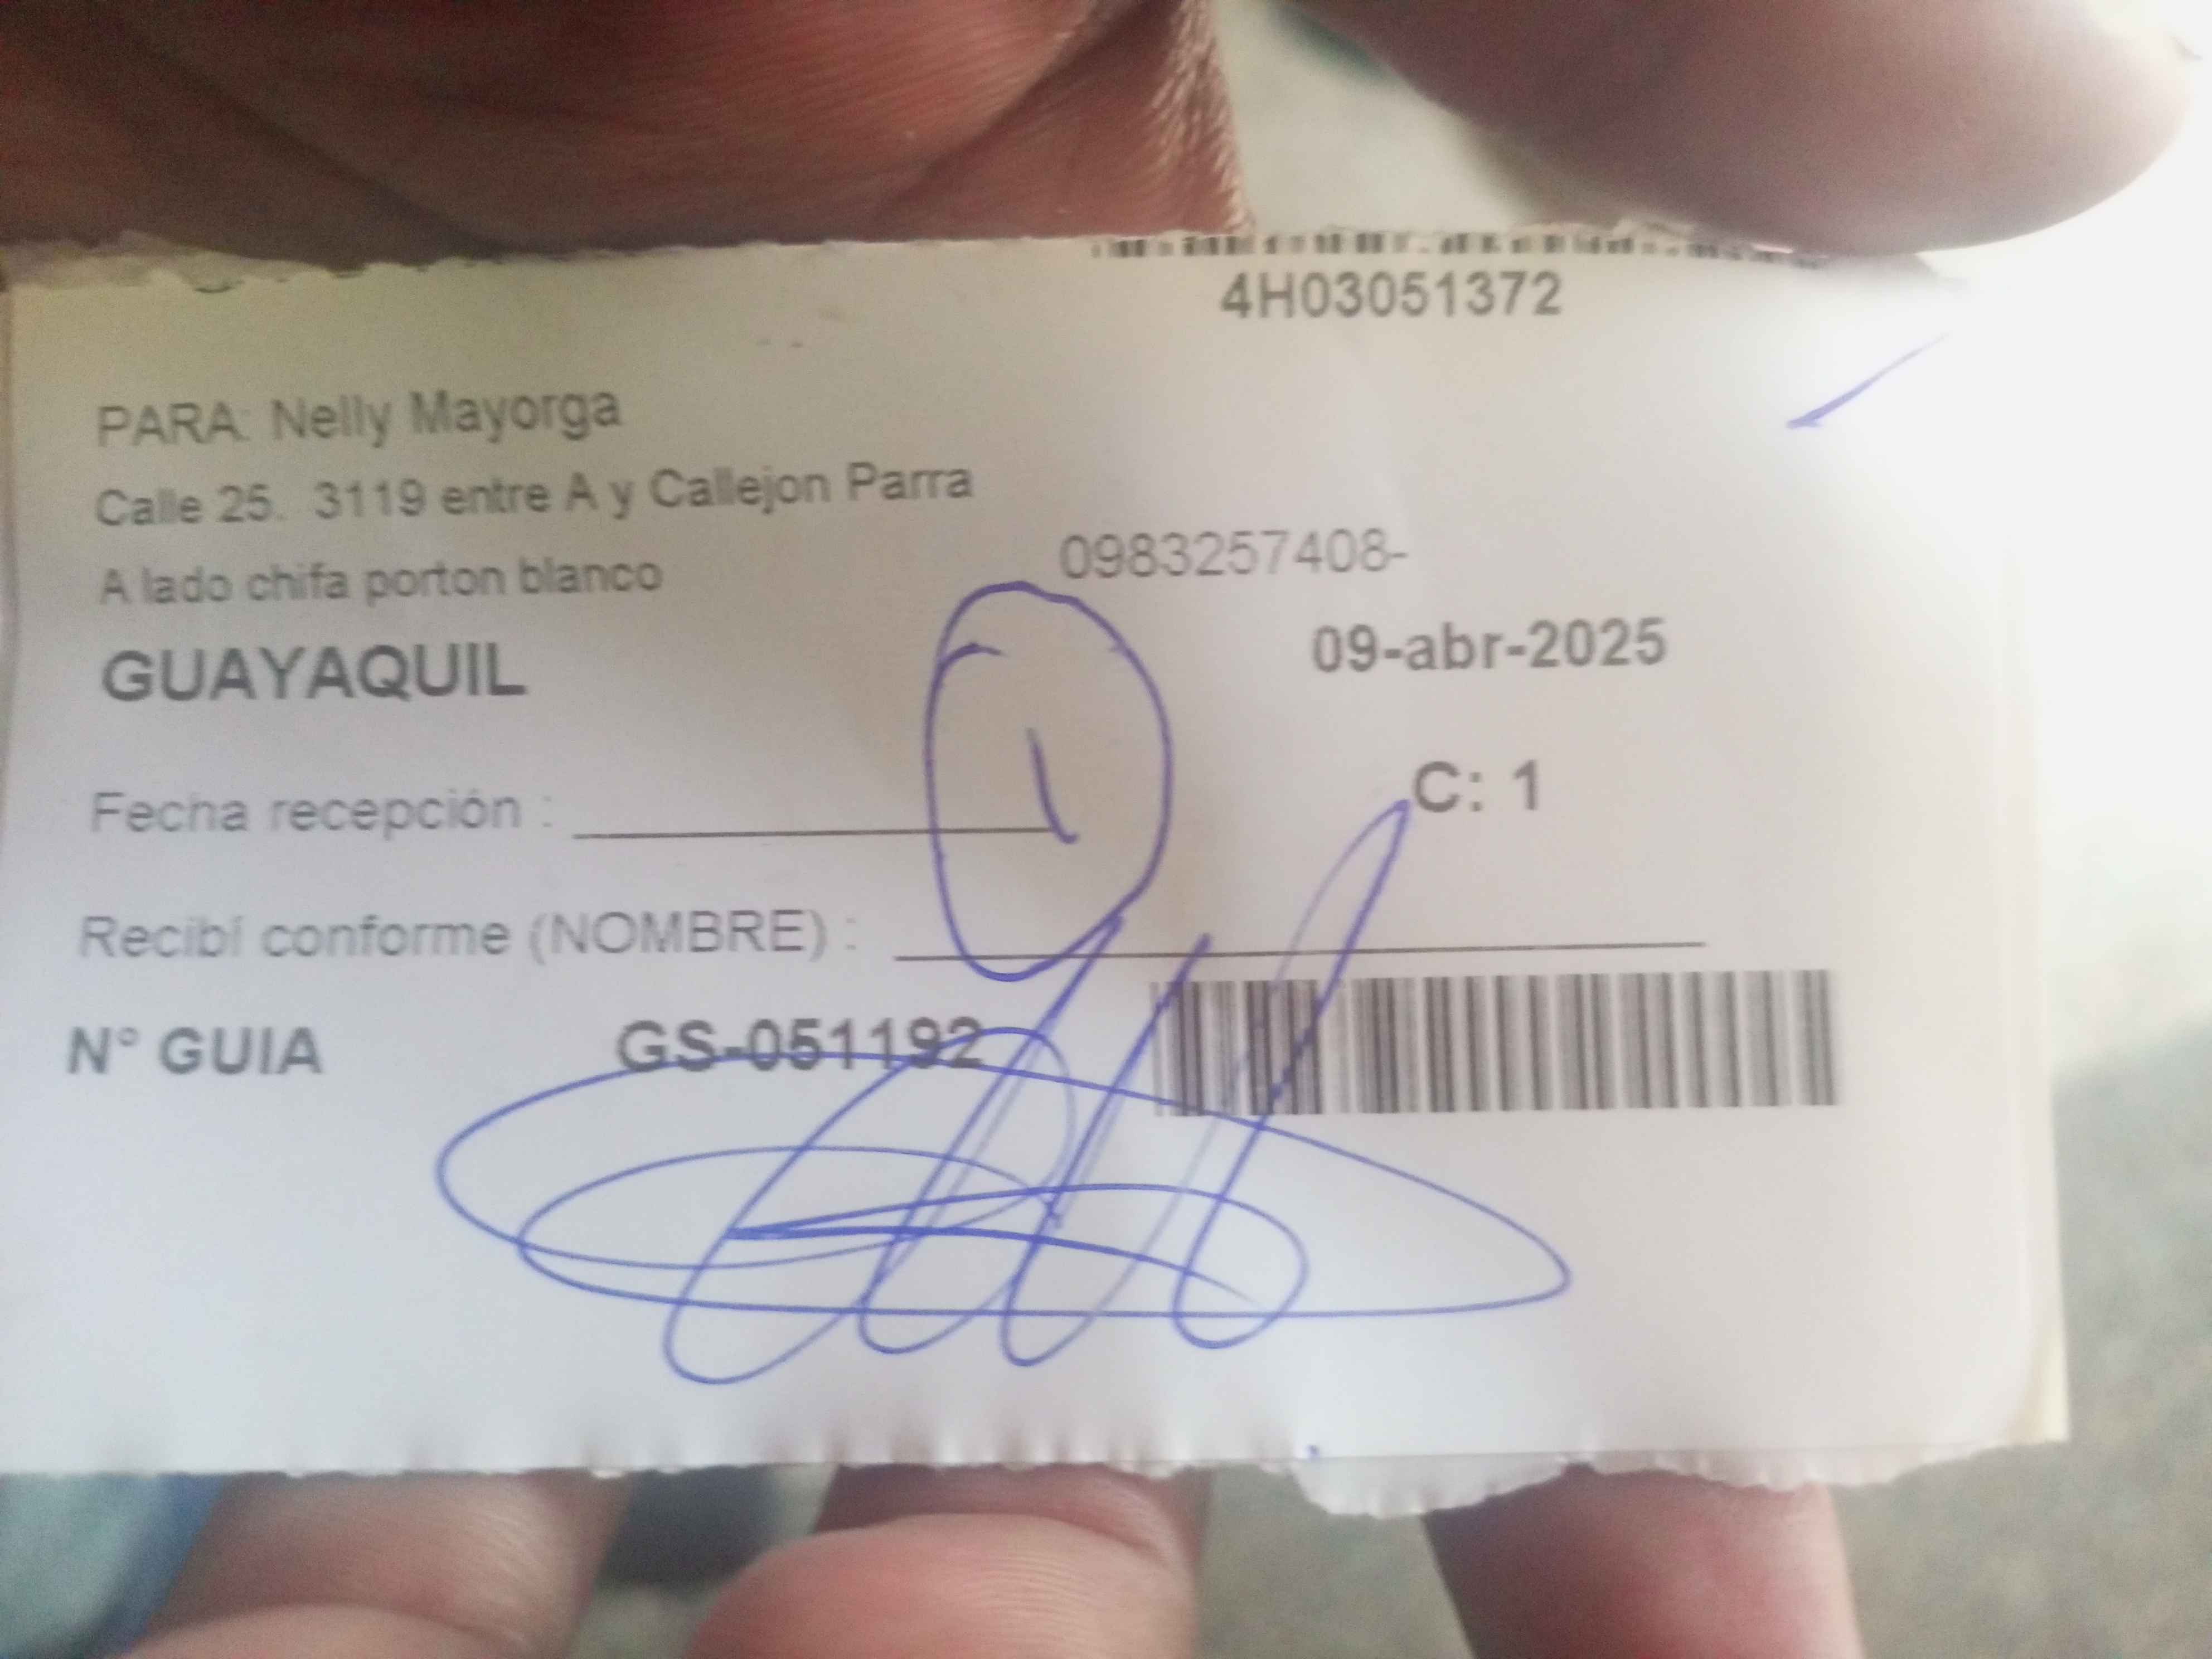 4H03051372
PARA: Nelly Mayorga
Calle 25. 3119 entre A y Callejon Parra
A lado chifa porton blanco 0983257408-
GUAYAQUIL 09-abr-2025
C: 1
Fecha recepción :
Recibí conforme (NOMBRE) :
N° GUIA GS-051192